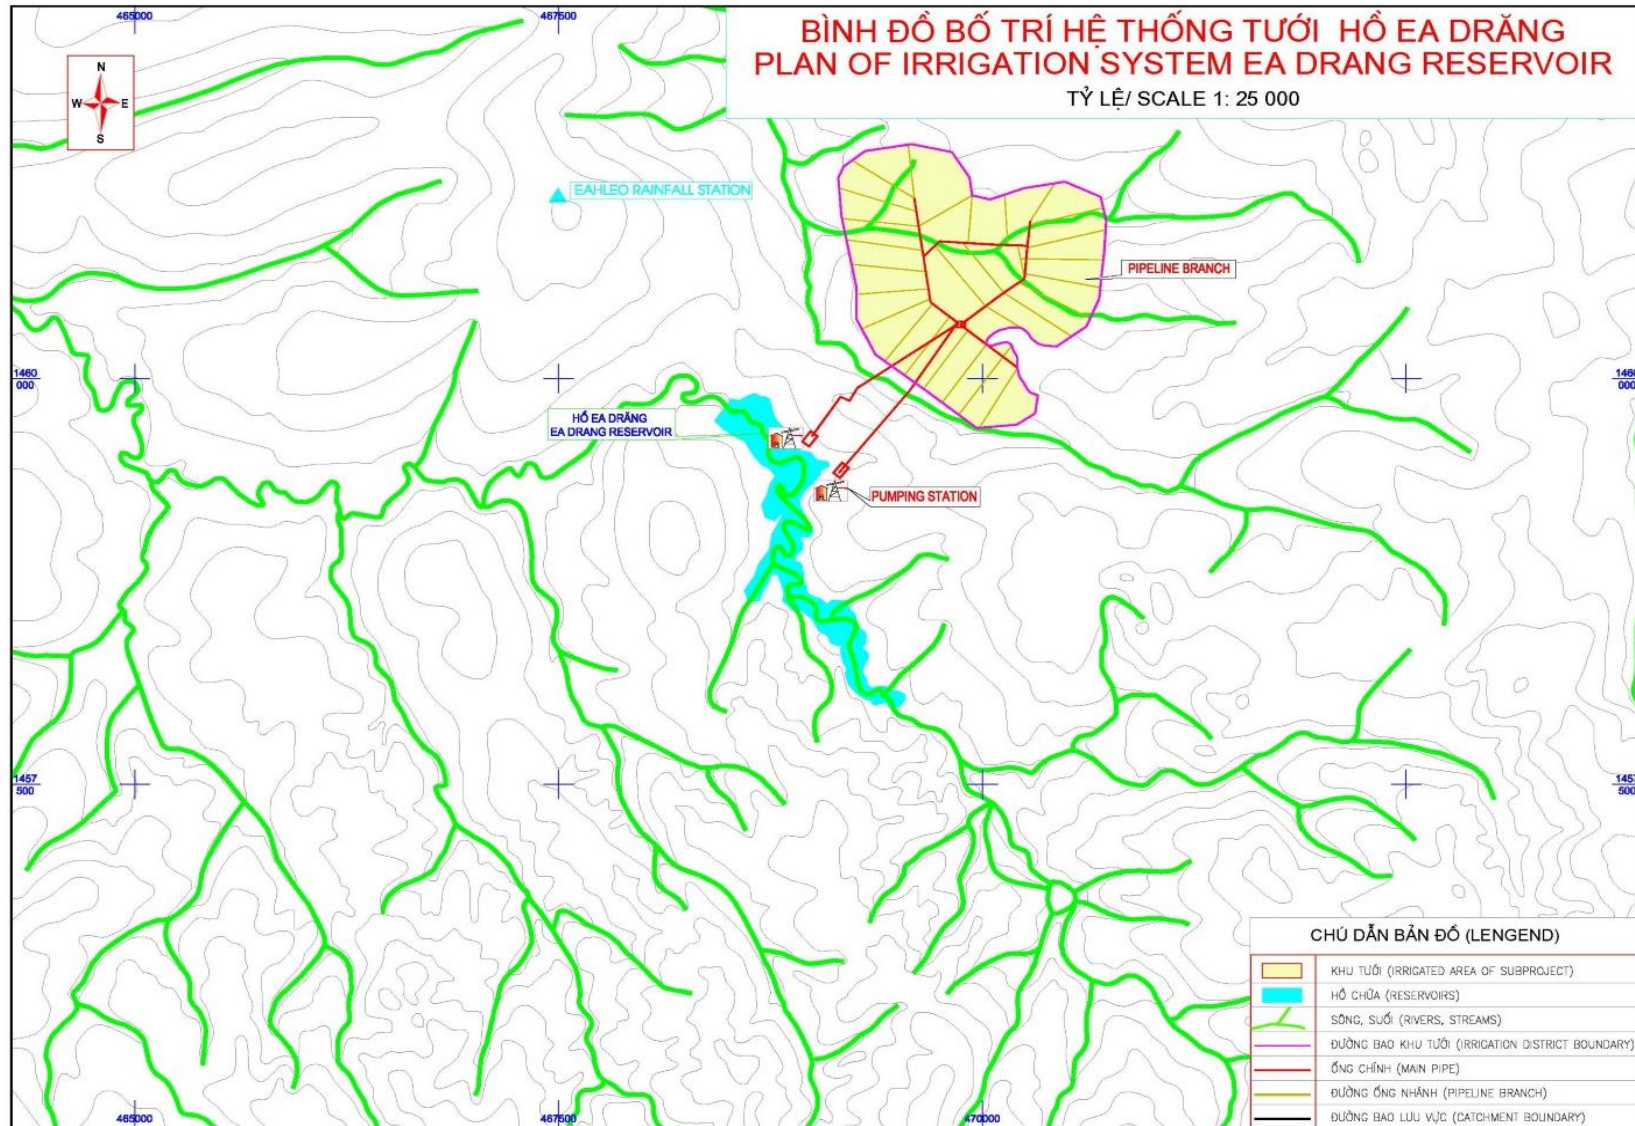 465000
467500
BÌNH ĐỒ BỐ TRÍ HỆ THỐNG TƯỚI HỒ EA DRĂNG
PLAN OF IRRIGATION SYSTEM EA DRANG RESERVOIR
TỶ LỆ/ SCALE 1: 25 000
N
W
E
S
EAHLEO RAINFALL STATION
PIPELINE BRANCH
1460
000
1460
000
HỒ EA DRĂNG
EA DRANG RESERVOIR
PUMPING STATION
1457
500
1457
500
CHÚ DẪN BẢN ĐỒ (LENGEND)
KHU TƯỚI (IRRIGATED AREA OF SUBPROJECT)
HỒ CHỨA (RESERVOIRS)
SÔNG, SUỐI (RIVERS, STREAMS)
ĐƯỜNG BAO KHU TƯỚI (IRRIGATION DISTRICT BOUNDARY)
ỐNG CHÍNH (MAIN PIPE)
ĐƯỜNG ỐNG NHÁNH (PIPELINE BRANCH)
ĐƯỜNG BAO LƯU VỰC (CATCHMENT BOUNDARY)
465000
467500
470000